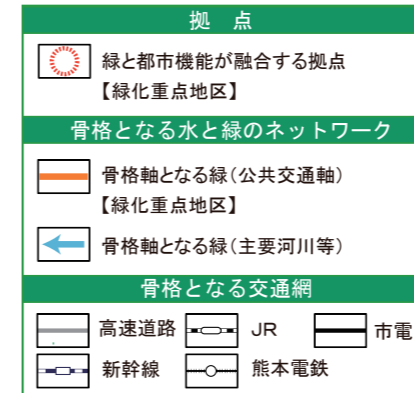 拠 点
緑と都市機能が融合する拠点
【緑化重点地区】
骨格となる水と緑のネットワーク
骨格軸となる緑(公共交通軸)
【緑化重点地区】
骨格軸となる緑(主要河川等)
骨格となる交通網
高速道路 JR 市電
新幹線 熊本電鉄